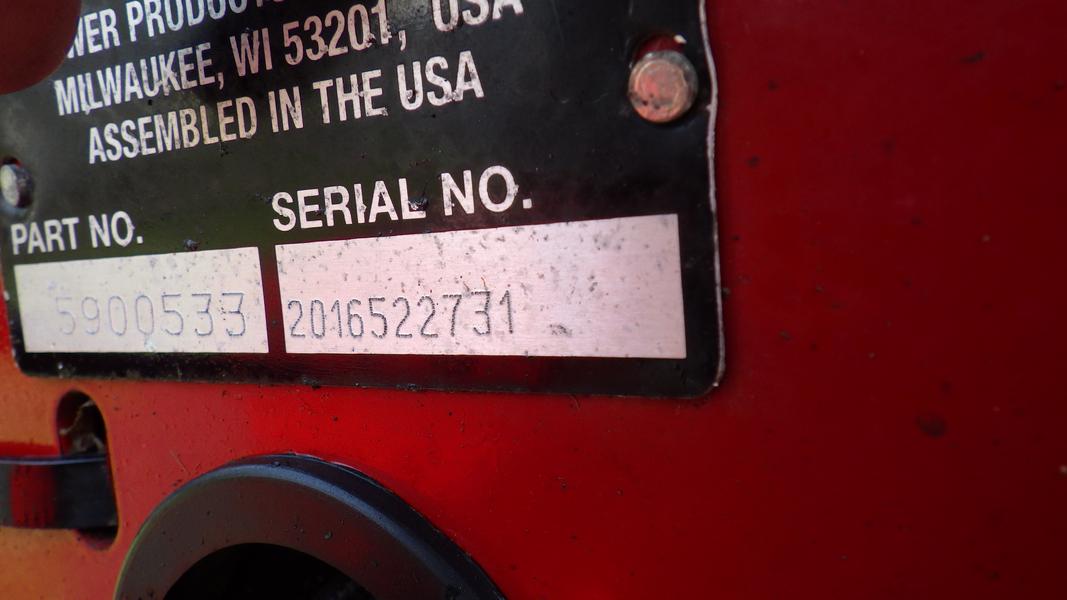 MILWAUKEE, WI 53201, USA
ASSEMBLED IN THE USA
PART NO. SERIAL NO.
5900533 2016522731